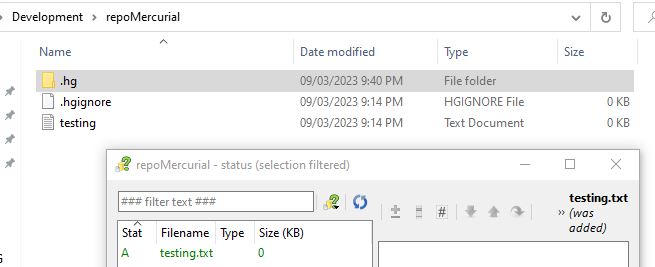 › Development › repoMercurial
Name Date modified Type Size
.hg 09/03/2023 9:40 PM File folder
.hgignore 09/03/2023 9:14 PM HGIGNORE File 0 KB
testing 09/03/2023 9:14 PM Text Document 0 KB
repoMercurial - status (selection filtered)
### filter text ###
#
testing.txt
» (was
added)
Stat Filename Type Size (KB)
A testing.txt 0